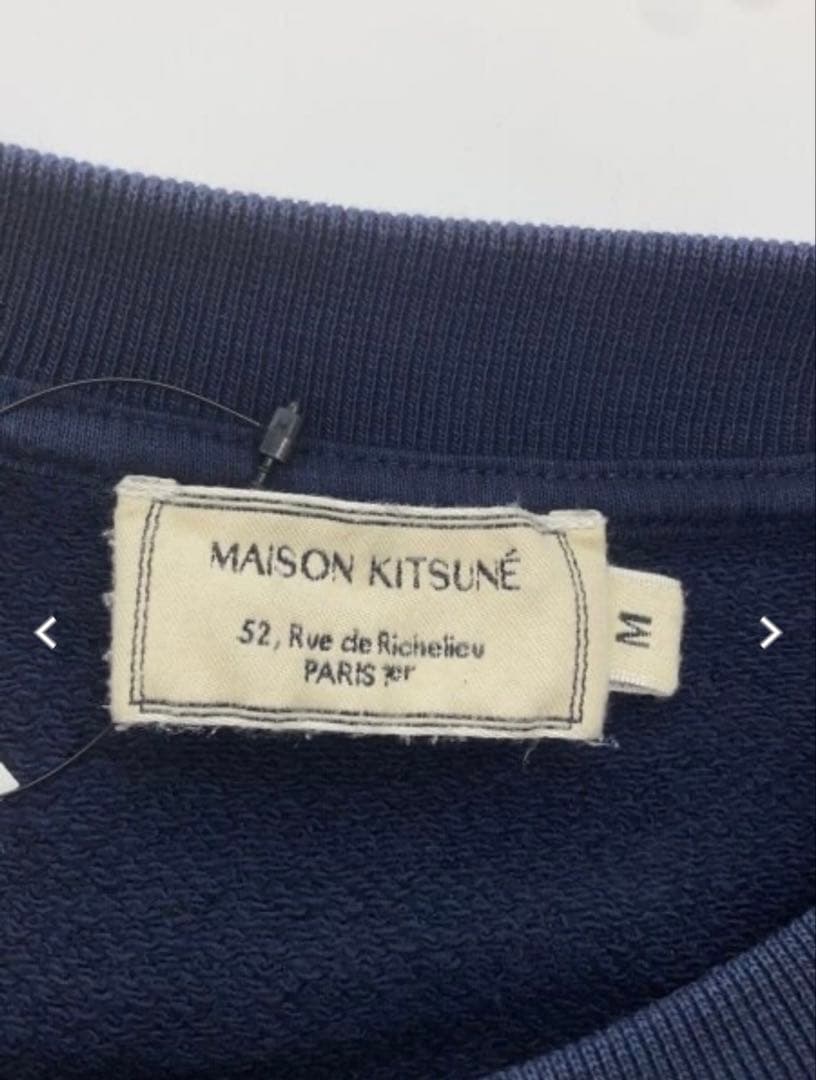 MAISON KITSUNÉ
52, Rue de Richelieu
PARIS 1er
M